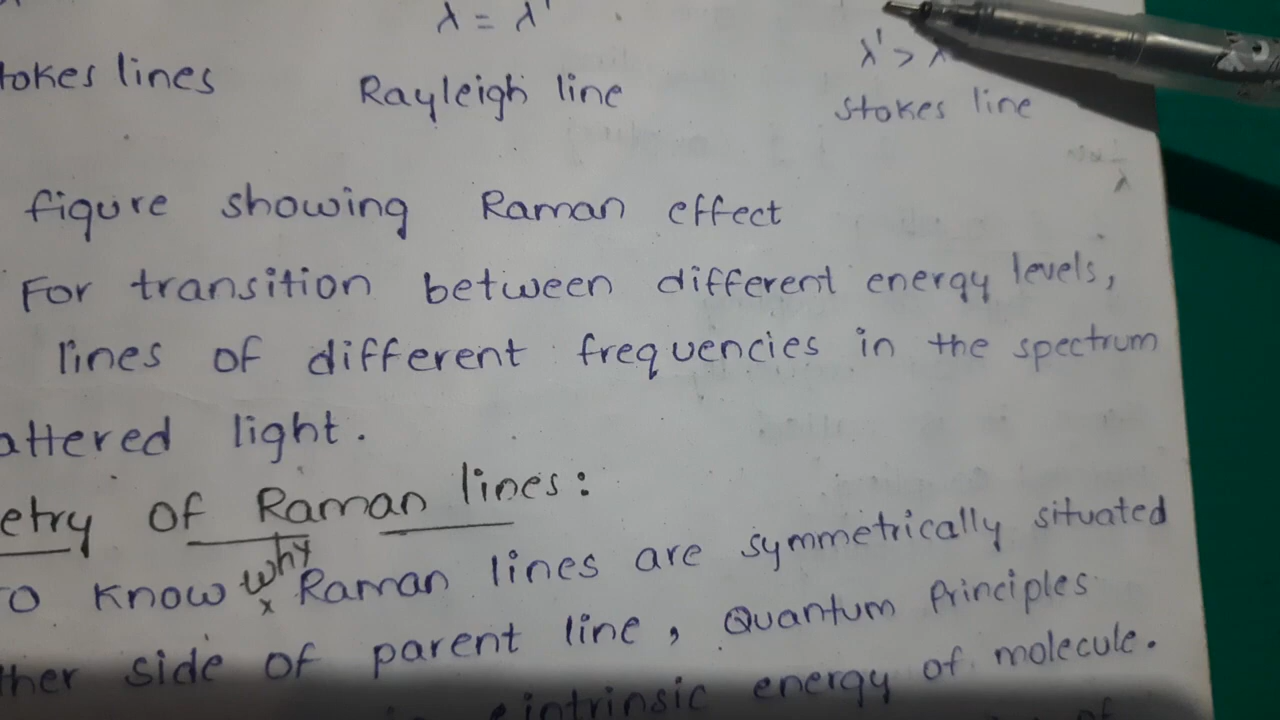 λ = λ'
λ' > λ
tokes lines Rayleigh line stokes line
figure showing Raman effect
For transition between different energy levels,
lines of different frequencies in the spectrum
attered light.
etry of Raman lines:
why
o know x Raman lines are symmetrically situated
ther side of parent line, Quantum Principles
intrinsic energy of molecule.
of